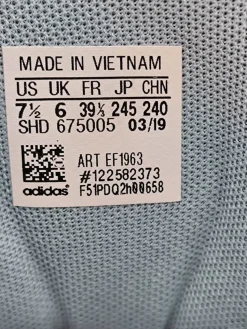 MADE IN VIETNAM
US UK FR JP CHN
7½ 6 39⅓ 245 240
SHD 675005 03/19
ART EF1963
#122582373
adidas F51PDQ2h00658